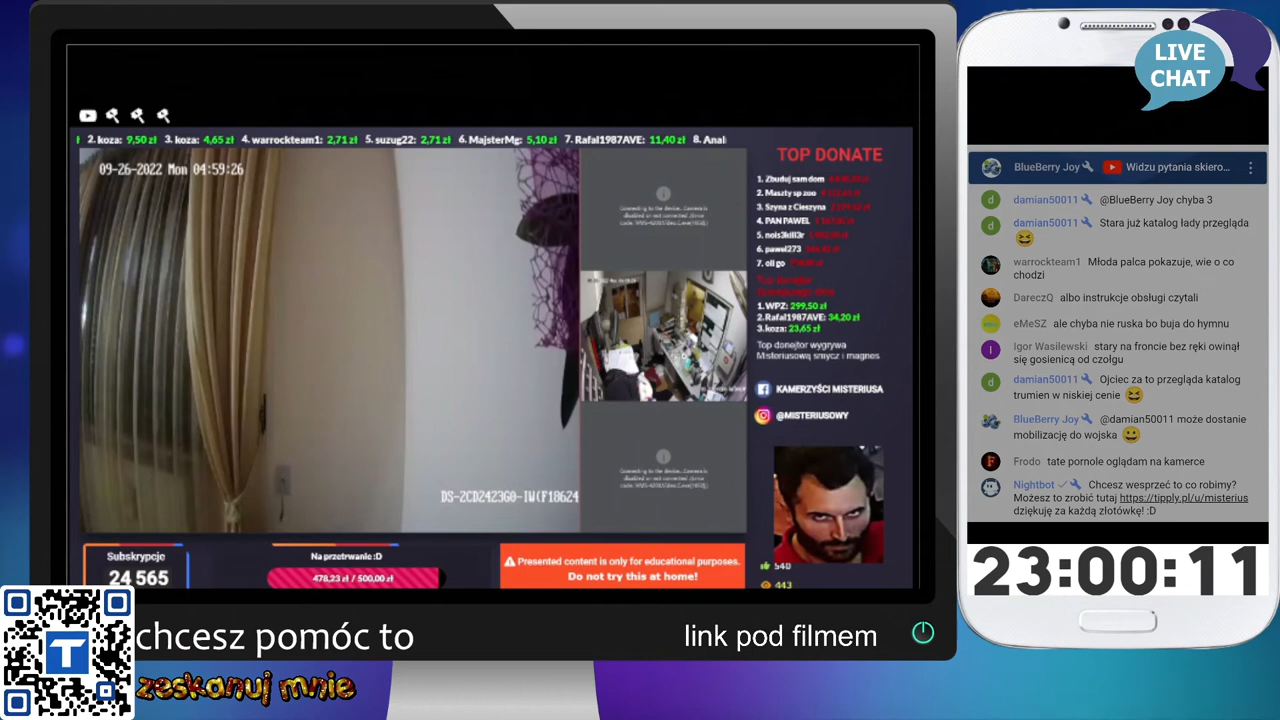 2. koza: 9,50 zł 3. koza: 4,65 zł 4. warrockteam1: 2,71 zł 5. suzug22: 2,71 zł 6. MajsterMg: 5,10 zł 7. Rafal1987AVE: 11,40 zł 8. Anal
09-26-2022 Mon 04:59:26
DS-2CD2423G0-IW(F18624
TOP DONATE
1. Zbuduj sam dom
2. Maszty sp zoo
3. Szyna z Cieszyna
4. PAN PAWEL
5. nois3kill3r
6. pawel273
7. oli go
1. WPZ: 299,50 zł
2.Rafal1987AVE: 34,20 zł
3.koza: 23,65 zł
Top donejtor wygrywa
Misteriusową smycz i magnes
KAMERZYŚCI MISTERIUSA
@MISTERIUSOWY
540
443
Subskrypcje
24 565
Na przetrwanie :D
478,23 zł / 500,00 zł
Presented content is only for educational purposes.
Do not try this at home!
chcesz pomóc to
zeskanuj mnie
link pod filmem
LIVE
CHAT
BlueBerry Joy Widzu pytania skiero...
damian50011 @BlueBerry Joy chyba 3
damian50011 Stara już katalog łady przegląda
warrockteam1 Młoda palca pokazuje, wie o co
chodzi
DareczQ albo instrukcje obsługi czytali
eMeSZ ale chyba nie ruska bo buja do hymnu
Igor Wasilewski stary na froncie bez ręki owinął
się gosienicą od czołgu
damian50011 Ojciec za to przegląda katalog
trumien w niskiej cenie
BlueBerry Joy @damian50011 może dostanie
mobilizację do wojska
Frodo tate pornole oglądam na kamerce
Nightbot Chcesz wesprzeć to co robimy?
Możesz to zrobić tutaj https://tipply.pl/u/misterius
dziękuję za każdą złotówkę! :D
23:00:11